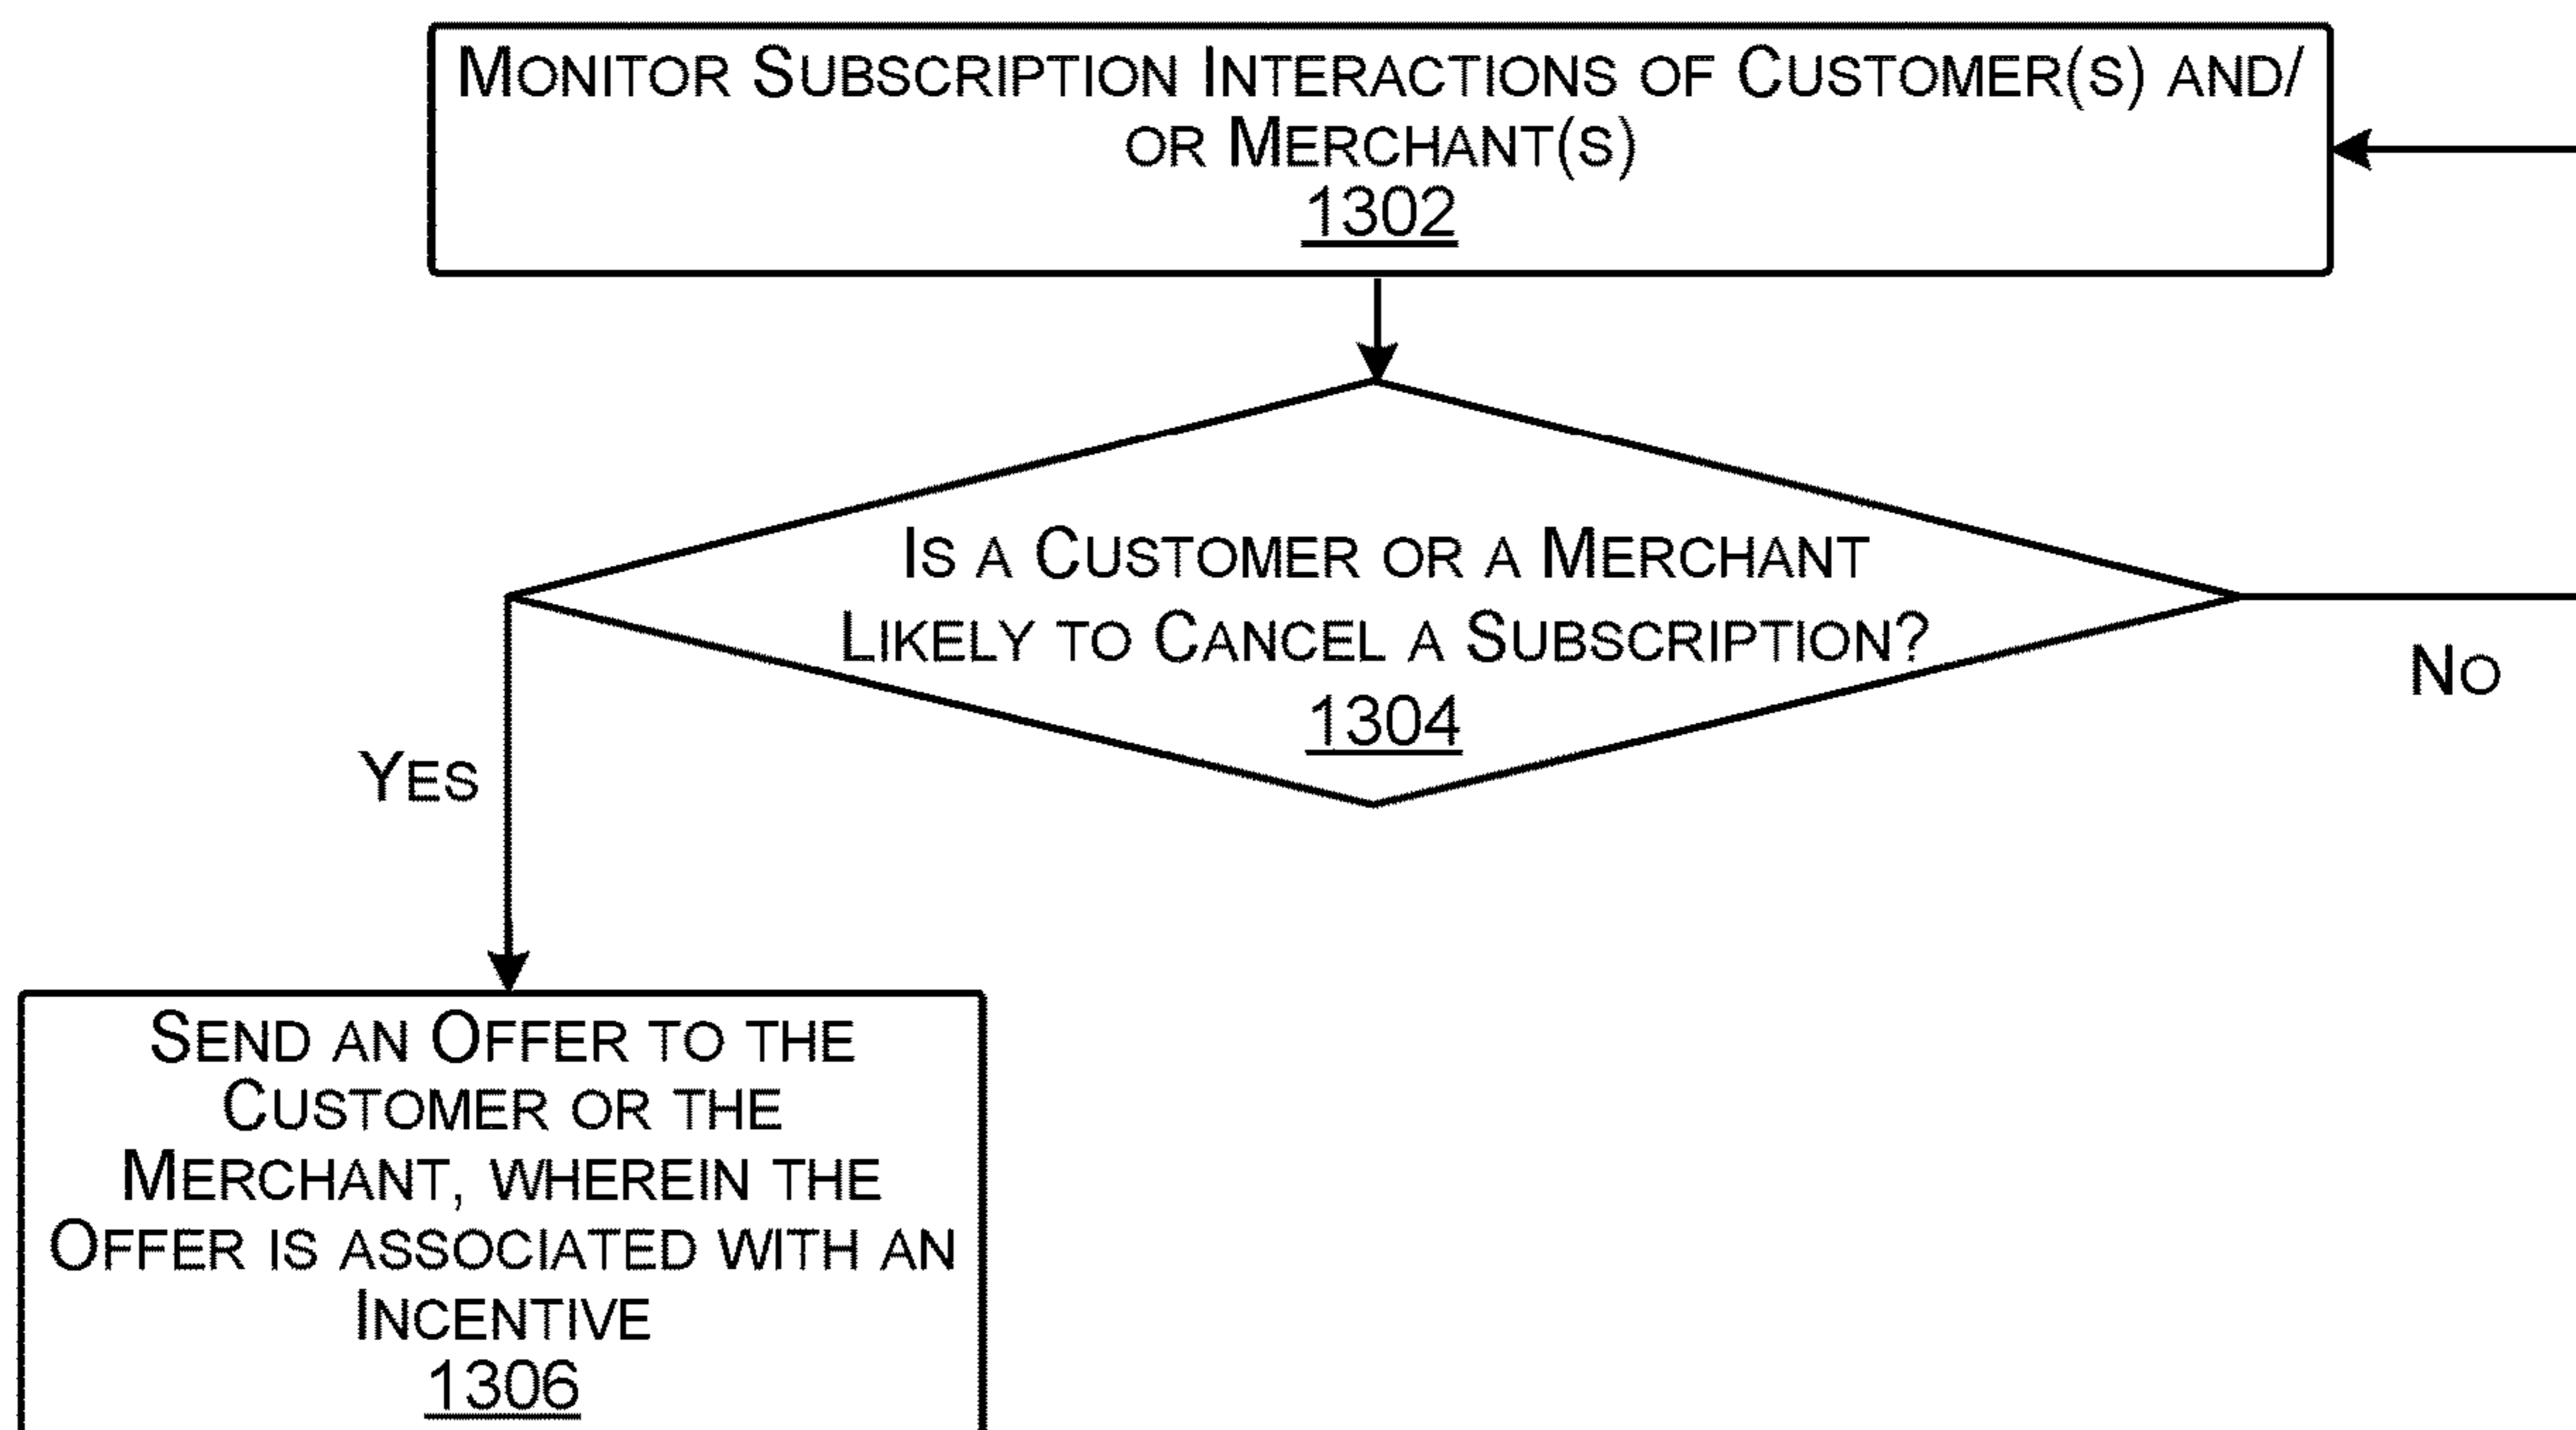 Monitor Subscription Interactions of Customer(s) and/
or Merchant(s)
1302
Is a Customer or a Merchant
Likely to Cancel a Subscription?
1304
No
Yes
Send an Offer to the
Customer or the
Merchant, wherein the
Offer is associated with an
Incentive
1306